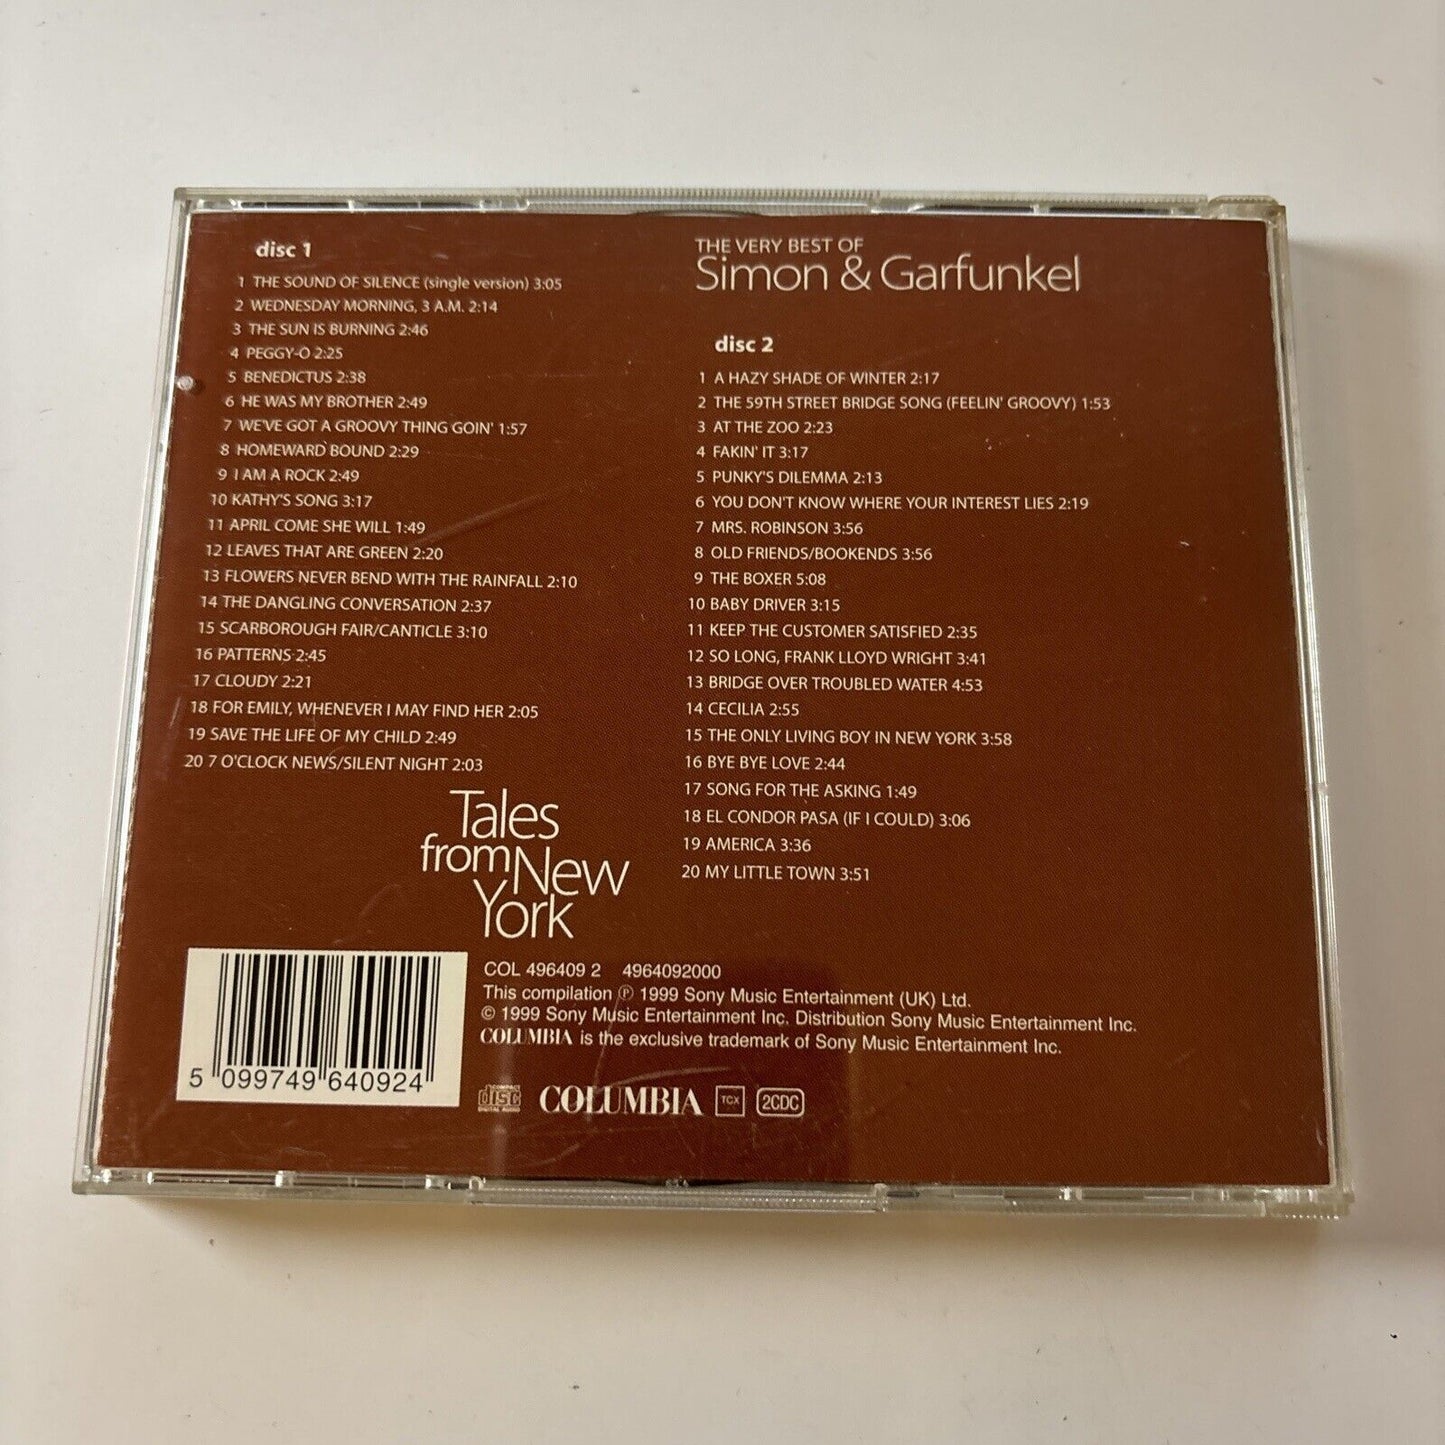 disc 1
1 THE SOUND OF SILENCE (single version) 3:05
2 WEDNESDAY MORNING, 3 A.M. 2:14
3 THE SUN IS BURNING 2:46
4 PEGGY-O 2:25
5 BENEDICTUS 2:38
6 HE WAS MY BROTHER 2:49
7 WE'VE GOT A GROOVY THING GOIN' 1:57
8 HOMEWARD BOUND 2:29
9 I AM A ROCK 2:49
10 KATHY'S SONG 3:17
11 APRIL COME SHE WILL 1:49
12 LEAVES THAT ARE GREEN 2:20
13 FLOWERS NEVER BEND WITH THE RAINFALL 2:10
14 THE DANGLING CONVERSATION 2:37
15 SCARBOROUGH FAIR/CANTICLE 3:10
16 PATTERNS 2:45
17 CLOUDY 2:21
18 FOR EMILY, WHENEVER I MAY FIND HER 2:05
19 SAVE THE LIFE OF MY CHILD 2:49
20 7 O'CLOCK NEWS/SILENT NIGHT 2:03
THE VERY BEST OF
Simon & Garfunkel
disc 2
1 A HAZY SHADE OF WINTER 2:17
2 THE 59TH STREET BRIDGE SONG (FEELIN' GROOVY) 1:53
3 AT THE ZOO 2:23
4 FAKIN' IT 3:17
5 PUNKY'S DILEMMA 2:13
6 YOU DON'T KNOW WHERE YOUR INTEREST LIES 2:19
7 MRS. ROBINSON 3:56
8 OLD FRIENDS/BOOKENDS 3:56
9 THE BOXER 5:08
10 BABY DRIVER 3:15
11 KEEP THE CUSTOMER SATISFIED 2:35
12 SO LONG, FRANK LLOYD WRIGHT 3:41
13 BRIDGE OVER TROUBLED WATER 4:53
14 CECILIA 2:55
15 THE ONLY LIVING BOY IN NEW YORK 3:58
16 BYE BYE LOVE 2:44
17 SONG FOR THE ASKING 1:49
18 EL CONDOR PASA (IF I COULD) 3:06
19 AMERICA 3:36
20 MY LITTLE TOWN 3:51
Tales
from New
York
COL 496409 2 4964092000
This compilation ℗ 1999 Sony Music Entertainment (UK) Ltd.
© 1999 Sony Music Entertainment Inc. Distribution Sony Music Entertainment Inc.
COLUMBIA is the exclusive trademark of Sony Music Entertainment Inc.
5 099749 640924
COMPACT
disc
DIGITAL AUDIO
COLUMBIA
TCX
2CDC